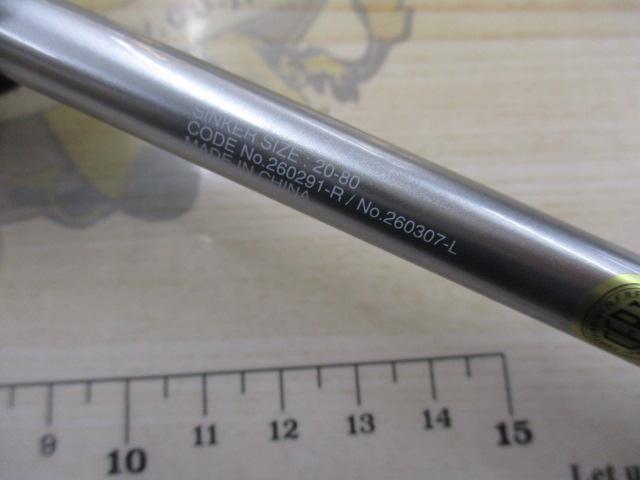 SINKER SIZE : 20-80
CODE No.260291-R / No.260307-L
MADE IN CHINA
9 10 11 12 13 14 15
Let u